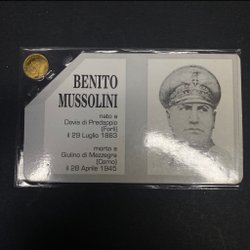 BENITO
MUSSOLINI
nato a
Dovia di Predappio
(Forlì)
il 29 Luglio 1883
morto a
Giulino di Mezzegra
(Como)
il 28 Aprile 1945